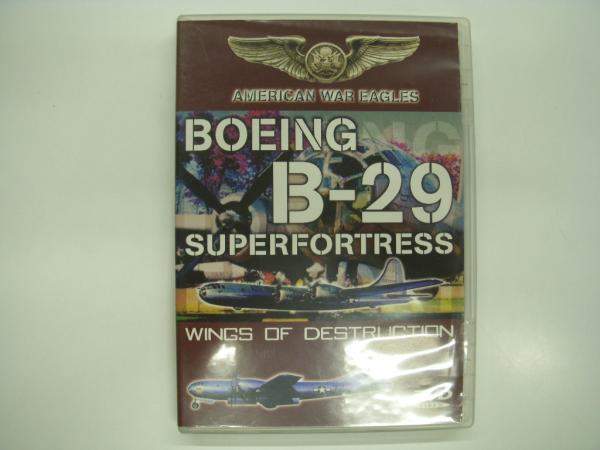 AMERICAN WAR EAGLES
BOEING
B-29
SUPERFORTRESS
WINGS OF DESTRUCTION